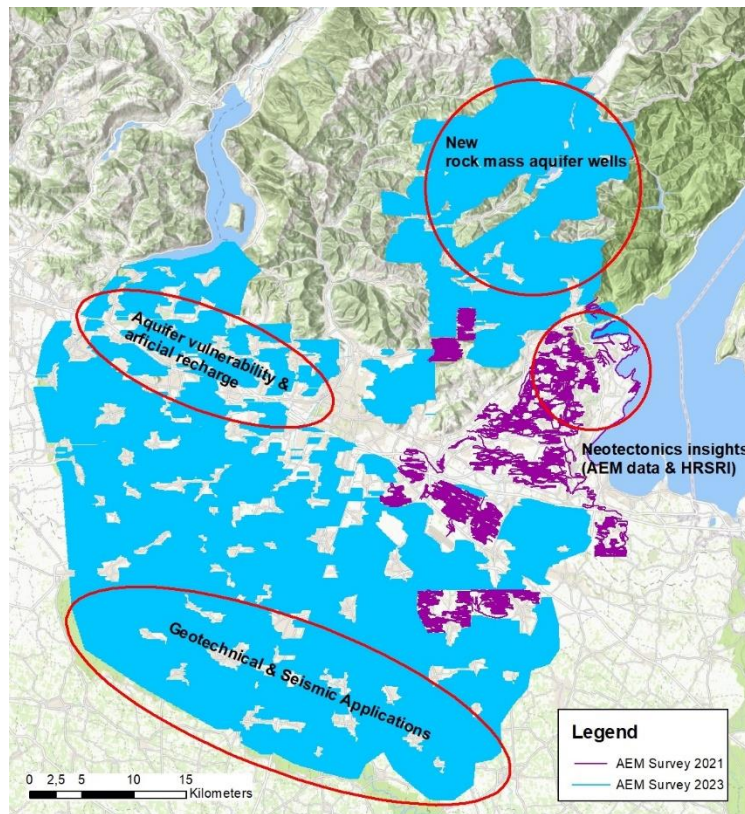 New
rock mass aquifer wells
Aquifer vulnerability &
arficial recharge
Neotectonics insights
(AEM data & HRSRI)
Geotechnical & Seismic Applications
Legend
AEM Survey 2021
AEM Survey 2023
0 2,5 5 10 15
Kilometers